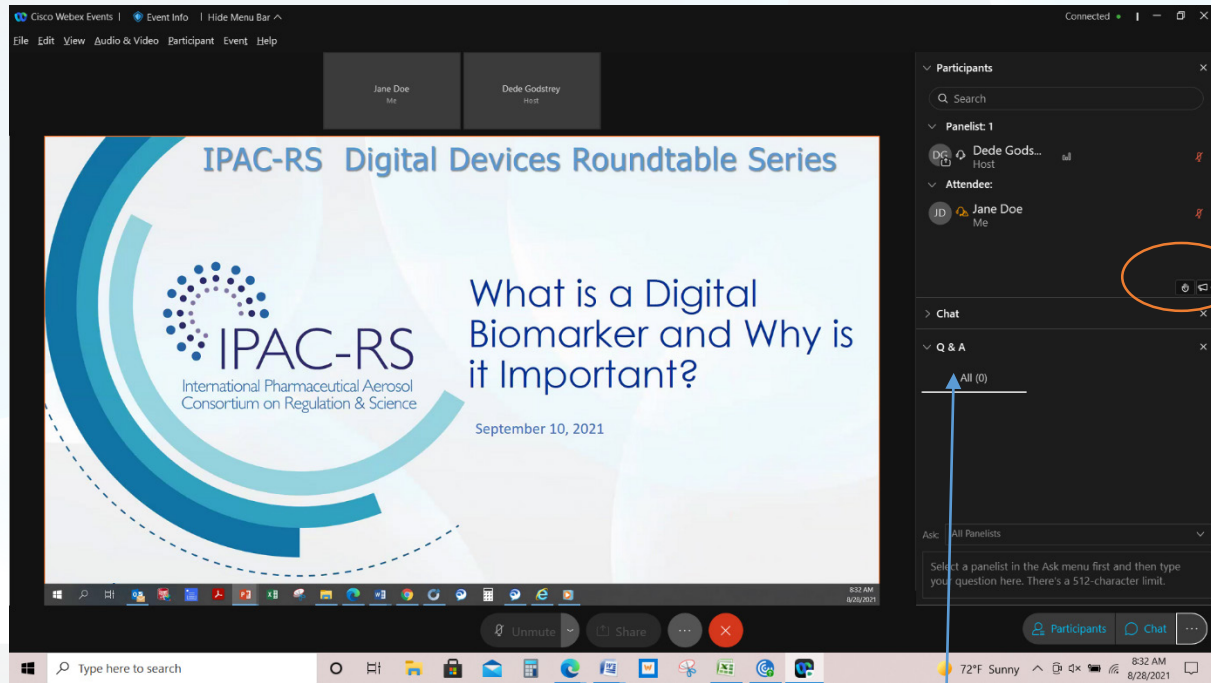 Cisco Webex Events | Event Info | Hide Menu Bar
Connected
File Edit View Audio & Video Participant Event Help
Jane Doe
Me
Dede Godstrey
Host
IPAC-RS Digital Devices Roundtable Series
IPAC-RS
International Pharmaceutical Aerosol
Consortium on Regulation & Science
What is a Digital
Biomarker and Why is
it Important?
September 10, 2021
8:32 AM
8/28/2021
Participants
Search
Panelist: 1
DG Dede Gods...
Host
Attendee:
JD Jane Doe
Me
Chat
Q & A
All (0)
Ask: All Panelists
Select a panelist in the Ask menu first and then type
your question here. There's a 512-character limit.
Unmute Share
Participants Chat
Type here to search
72°F Sunny
8:32 AM
8/28/2021